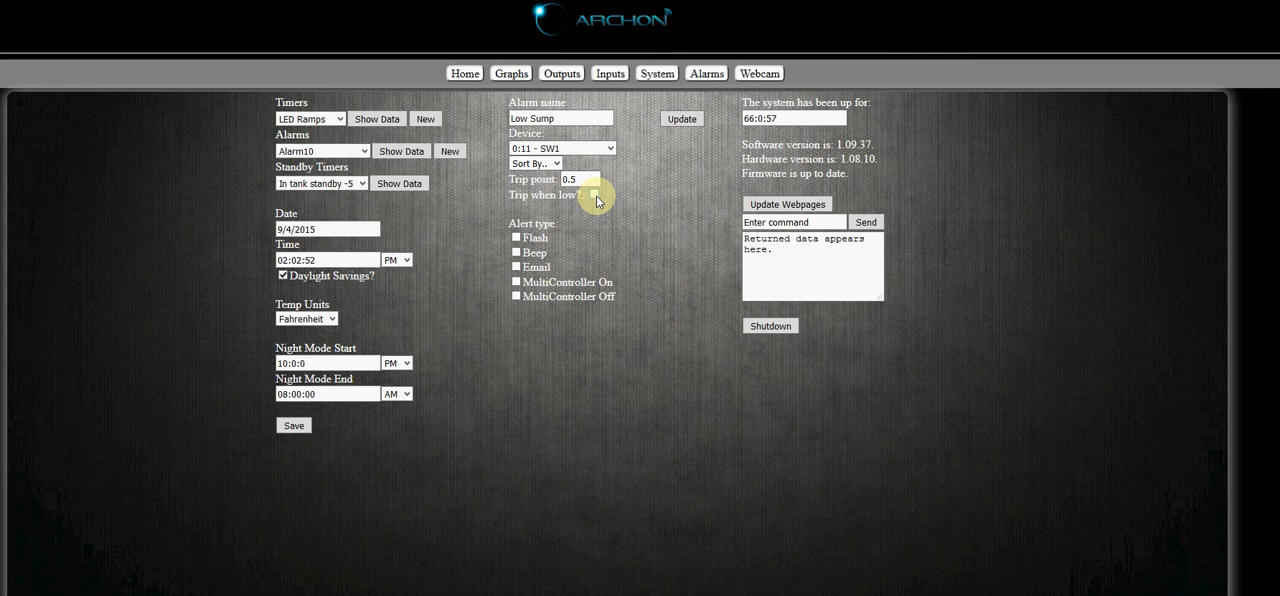 ARCHON
Home Graphs Outputs Inputs System Alarms Webcam
Timers
LED Ramps Show Data New
Alarms
Alarm10 Show Data New
Standby Timers
In tank standby -5 Show Data
Date
9/4/2015
Time
02:02:52 PM
Daylight Savings?
Temp Units
Fahrenheit
Night Mode Start
10:0:0 PM
Night Mode End
08:00:00 AM
Save
Alarm name
Low Sump Update
Device:
0:11 - SW1
Sort By..
Trip point: 0.5
Trip when low?
Alert type:
Flash
Beep
Email
MultiController On
MultiController Off
The system has been up for:
66:0:57
Software version is: 1.09.37.
Hardware version is: 1.08.10.
Firmware is up to date.
Update Webpages
Enter command Send
Returned data appears
here.
Shutdown